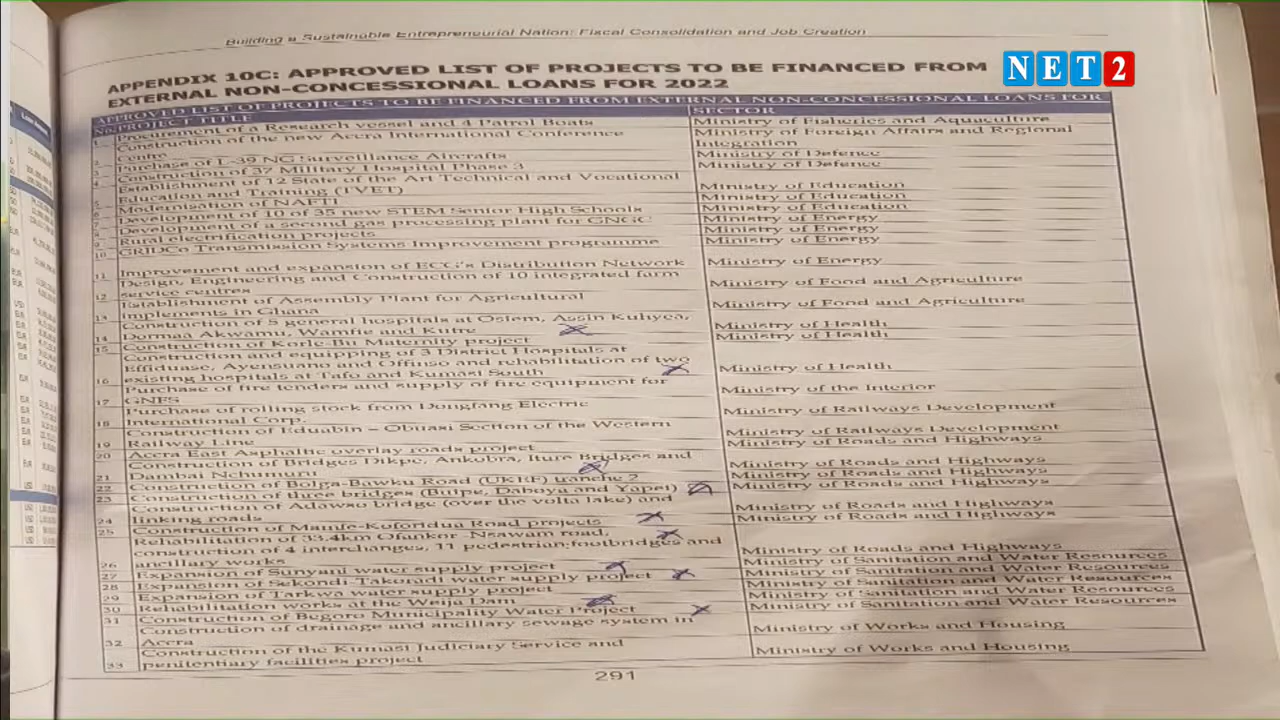 Building a Sustainable Entrepreneurial Nation: Fiscal Consolidation and Job Creation
NET 2
APPENDIX 10C: APPROVED LIST OF PROJECTS TO BE FINANCED FROM
EXTERNAL NON-CONCESSIONAL LOANS FOR 2022
APPROVED LIST OF PROJECTS TO BE FINANCED FROM EXTERNAL NON-CONCESSIONAL LOANS FOR
No. PROJECT TITLE SECTOR
1. Procurement of a Research vessel and 4 Patrol Boats Ministry of Fisheries and Aquaculture
Construction of the new Accra International Conference Ministry of Foreign Affairs and Regional
2. Centre Integration
3. Purchase of L-39 NG Surveillance Aircrafts Ministry of Defence
4. Construction of 37 Military Hospital Phase 3 Ministry of Defence
Establishment of 12 State of the Art Technical and Vocational
5. Education and Training (TVET) Ministry of Education
6 Modernisation of NAFTI Ministry of Education
7 Development of 10 of 35 new STEM Senior High Schools Ministry of Education
8 Development of a second gas processing plant for GNGC Ministry of Energy
9 Rural electrification projects Ministry of Energy
10 GRIDCo Transmission Systems Improvement programme Ministry of Energy
11 Improvement and expansion of ECG's Distribution Network Ministry of Energy
Design, Engineering and Construction of 10 integrated farm
12 service centres Ministry of Food and Agriculture
Establishment of Assembly Plant for Agricultural
13 Implements in Ghana Ministry of Food and Agriculture
Construction of 5 general hospitals at Osiem, Assin Kuhyea,
14 Dormaa Akwamu, Wamfie and Kutre Ministry of Health
15 Construction of Korle-Bu Maternity project Ministry of Health
Construction and equipping of 3 District Hospitals at
Effiduase, Ayensuano and Offinso and rehabilitation of two
16 existing hospitals at Tafo and Kumasi South Ministry of Health
Purchase of fire tenders and supply of fire equipment for
17 GNFS Ministry of the Interior
Purchase of rolling stock from Dongfang Electric
18 International Corp. Ministry of Railways Development
Construction of Eduabin – Obuasi Section of the Western
19 Railway Line Ministry of Railways Development
20 Accra East Asphaltic overlay roads project Ministry of Roads and Highways
Construction of Bridges Dikpe, Ankobra, Iture Bridges and
21 Dambai Nchumuru Ministry of Roads and Highways
22 Construction of Bolga-Bawku Road (UKEF) tranche 2 Ministry of Roads and Highways
23 Construction of three bridges (Buipe, Daboya and Yapei) Ministry of Roads and Highways
Construction of Adawso bridge (over the volta lake) and
24 linking roads Ministry of Roads and Highways
25 Construction of Mamfe-Koforidua Road projects Ministry of Roads and Highways
Rehabilitation of 33.4km Ofankor -Nsawam road,
construction of 4 interchanges, 11 pedestrian footbridges and
26 ancillary works Ministry of Roads and Highways
27 Expansion of Sunyani water supply project Ministry of Sanitation and Water Resources
28 Expansion of Sekondi-Takoradi water supply project Ministry of Sanitation and Water Resources
29 Expansion of Tarkwa water supply project Ministry of Sanitation and Water Resources
30 Rehabilitation works at the Weija Dam Ministry of Sanitation and Water Resources
31 Construction of Begoro Municipality Water Project Ministry of Sanitation and Water Resources
Construction of drainage and ancillary sewage system in
32 Accra Ministry of Works and Housing
Construction of the Kumasi Judiciary Service and
33 penitentiary facilities project Ministry of Works and Housing
291